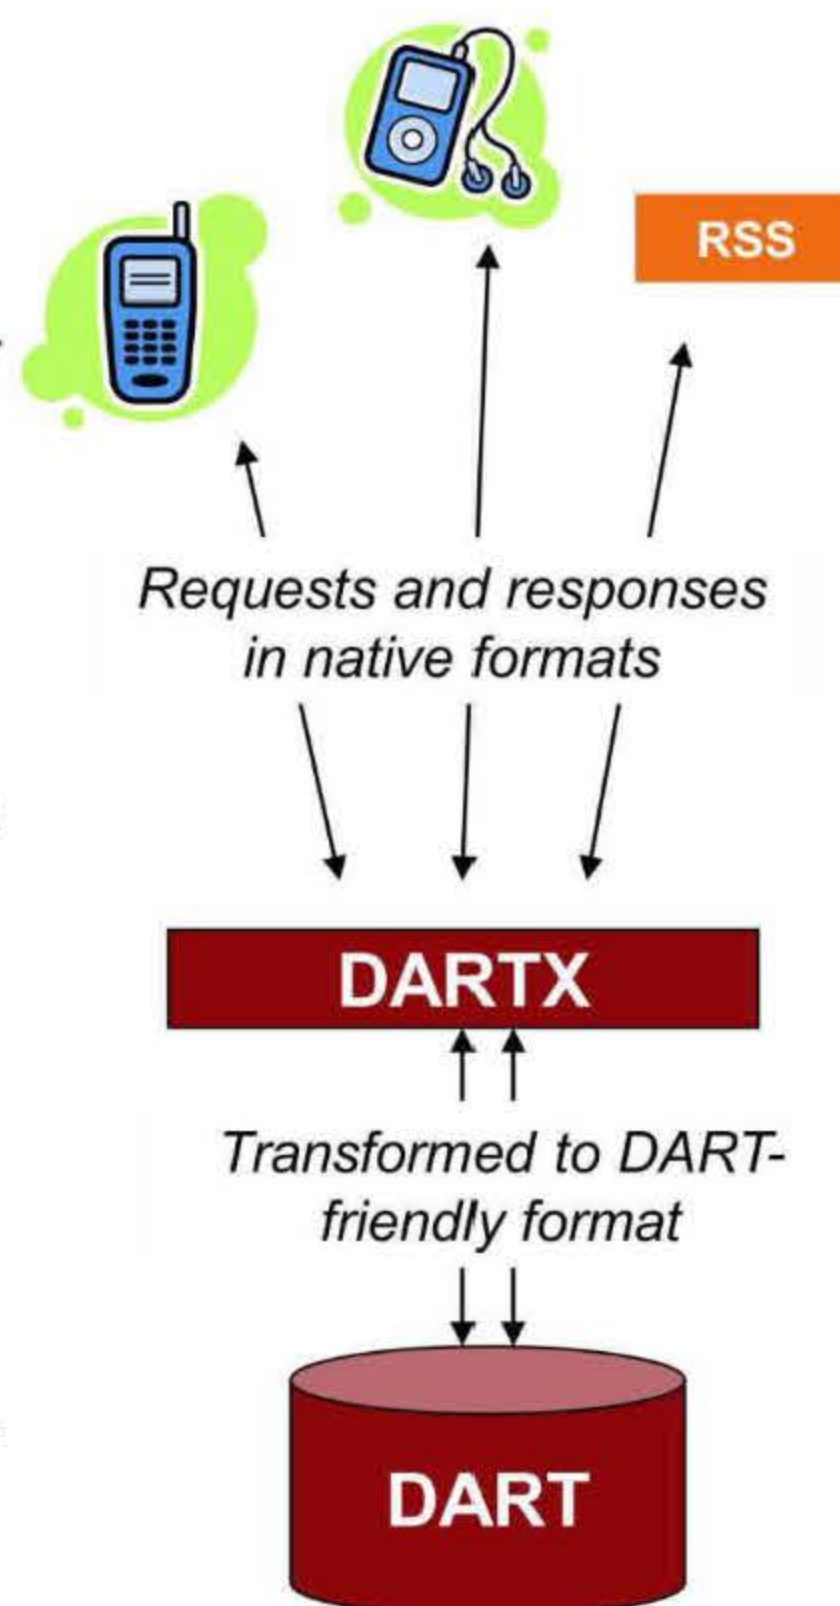 RSS
Requests and responses
in native formats
DARTX
Transformed to DART-
friendly format
DART